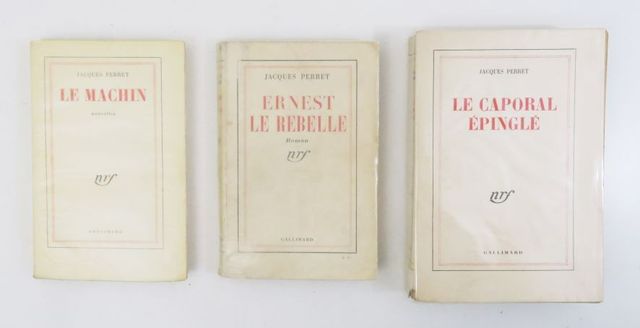 JACQUES PERRET
LE MACHIN
nouvelles
nrf
GALLIMARD
JACQUES PERRET
ERNEST
LE REBELLE
Roman
nrf
GALLIMARD
JACQUES PERRET
LE CAPORAL
ÉPINGLÉ
nrf
GALLIMARD